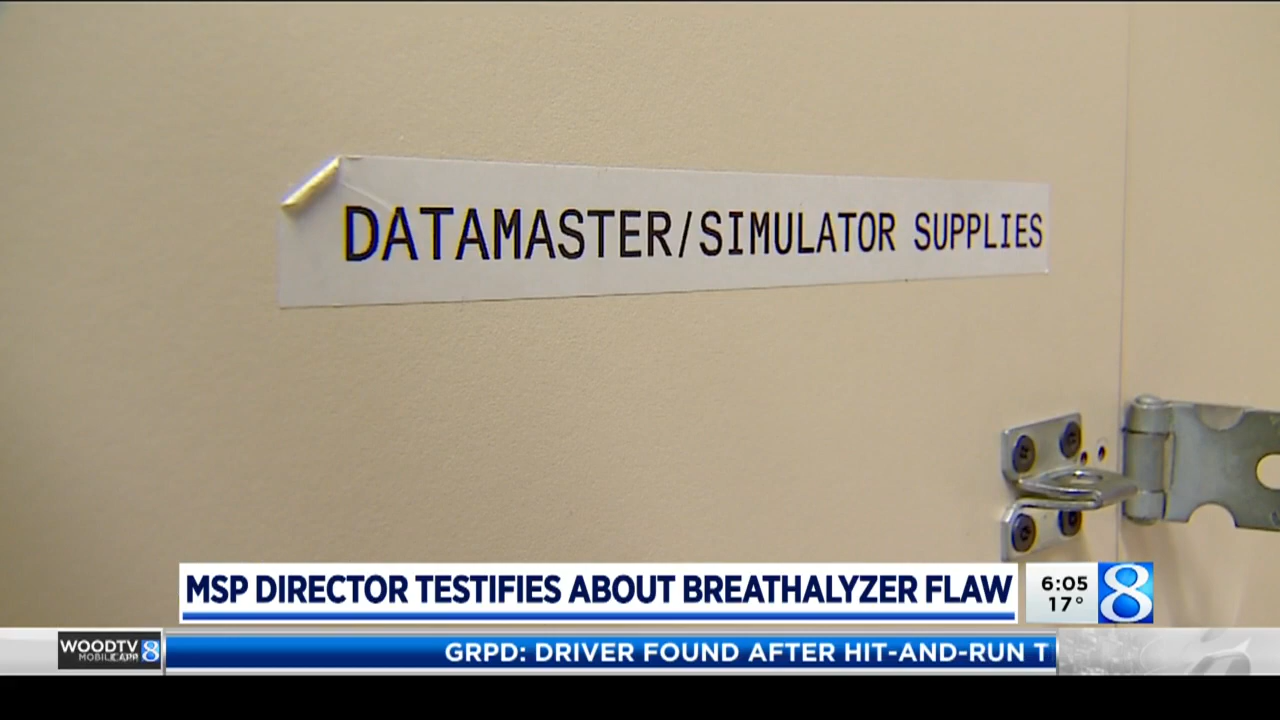 DATAMASTER/SIMULATOR SUPPLIES
MSP DIRECTOR TESTIFIES ABOUT BREATHALYZER FLAW
6:05
17°
8
WOODTV 8
GRPD: DRIVER FOUND AFTER HIT-AND-RUN T